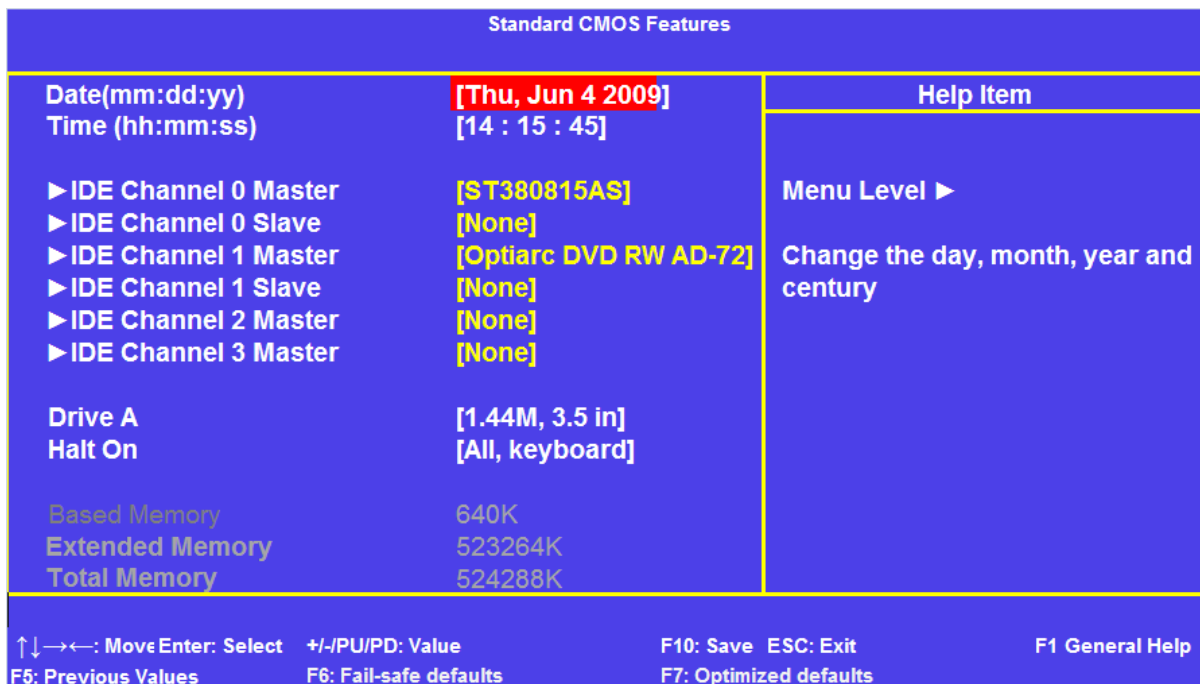 Standard CMOS Features
Date(mm:dd:yy) [Thu, Jun 4 2009]
Time (hh:mm:ss) [14 : 15 : 45]
►IDE Channel 0 Master [ST380815AS]
►IDE Channel 0 Slave [None]
►IDE Channel 1 Master [Optiarc DVD RW AD-72]
►IDE Channel 1 Slave [None]
►IDE Channel 2 Master [None]
►IDE Channel 3 Master [None]
Drive A [1.44M, 3.5 in]
Halt On [All, keyboard]
Based Memory 640K
Extended Memory 523264K
Total Memory 524288K
Help Item
Menu Level ►
Change the day, month, year and
century
↑↓→←: Move Enter: Select +/-/PU/PD: Value F10: Save ESC: Exit F1 General Help
F5: Previous Values F6: Fail-safe defaults F7: Optimized defaults